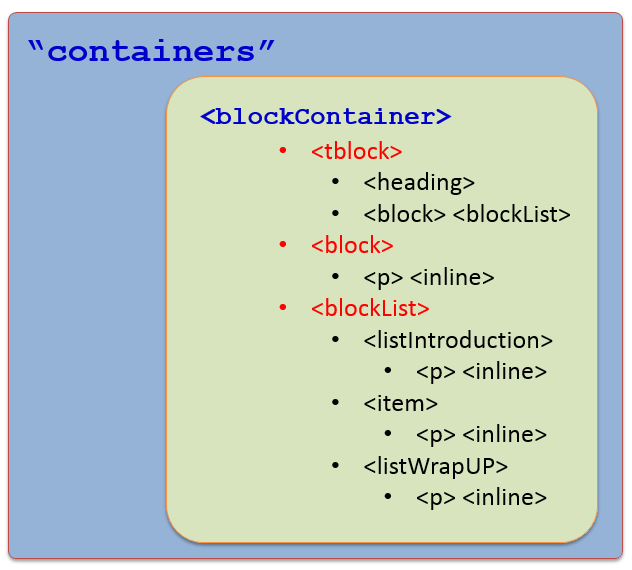 “containers”
<blockContainer>
• <tblock>
• <heading>
• <block> <blockList>
• <block>
• <p> <inline>
• <blockList>
• <listIntroduction>
• <p> <inline>
• <item>
• <p> <inline>
• <listWrapUP>
• <p> <inline>